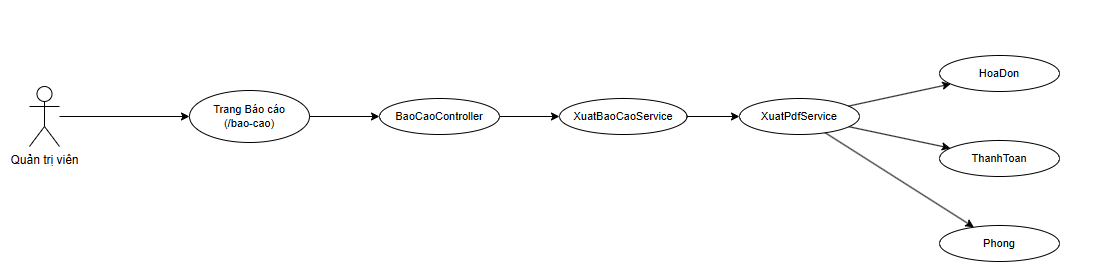 Quản trị viên
Trang Báo cáo
(/bao-cao)
BaoCaoController
XuatBaoCaoService
XuatPdfService
HoaDon
ThanhToan
Phong